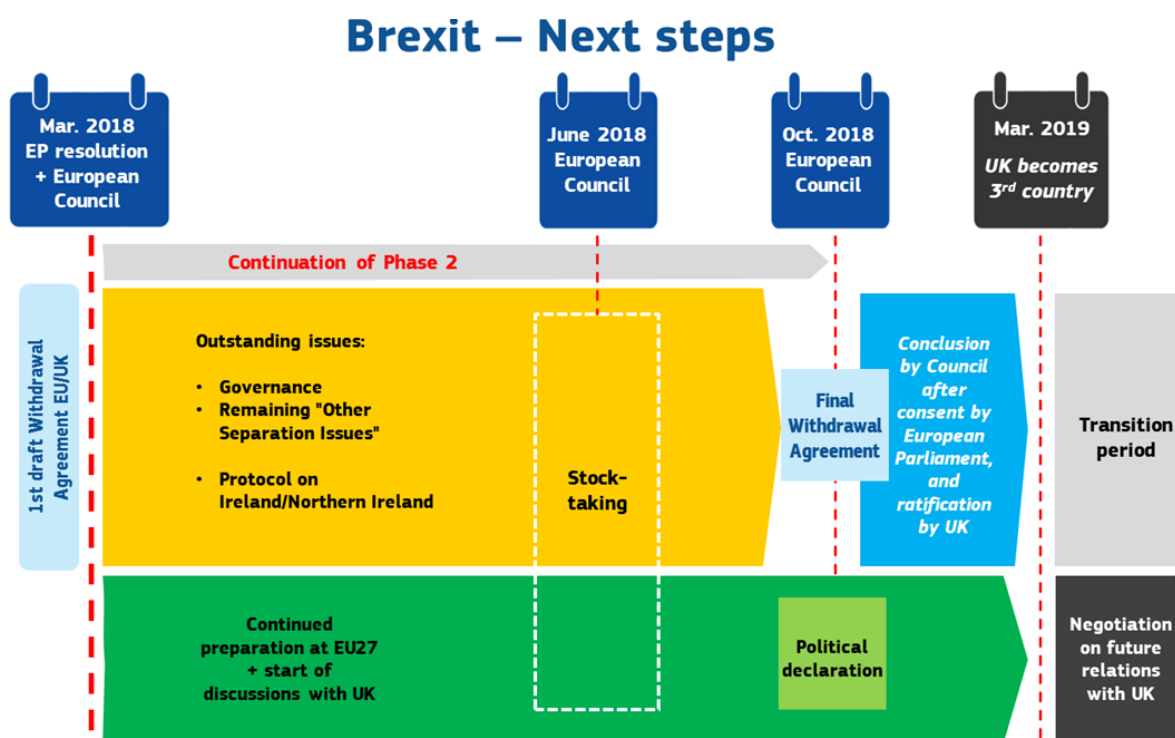 Brexit – Next steps
Mar. 2018
EP resolution
+ European
Council
June 2018
European
Council
Oct. 2018
European
Council
Mar. 2019
UK becomes
3rd country
Continuation of Phase 2
1st draft Withdrawal
Agreement EU/UK
Outstanding issues:
• Governance
• Remaining "Other
Separation Issues"
• Protocol on
Ireland/Northern Ireland
Stock-
taking
Final
Withdrawal
Agreement
Conclusion
by Council
after
consent by
European
Parliament,
and
ratification
by UK
Transition
period
Continued
preparation at EU27
+ start of
discussions with UK
Political
declaration
Negotiation
on future
relations
with UK